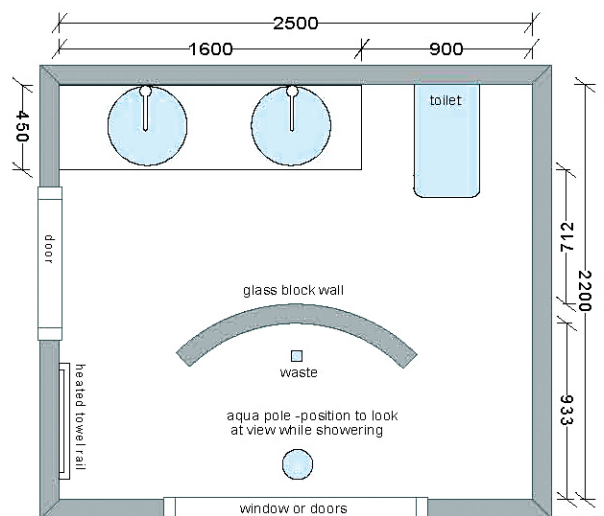 2500
1600
900
450
toilet
door
712
2200
glass block wall
waste
933
heated towel rail
aqua pole -position to look
at view while showering
window or doors